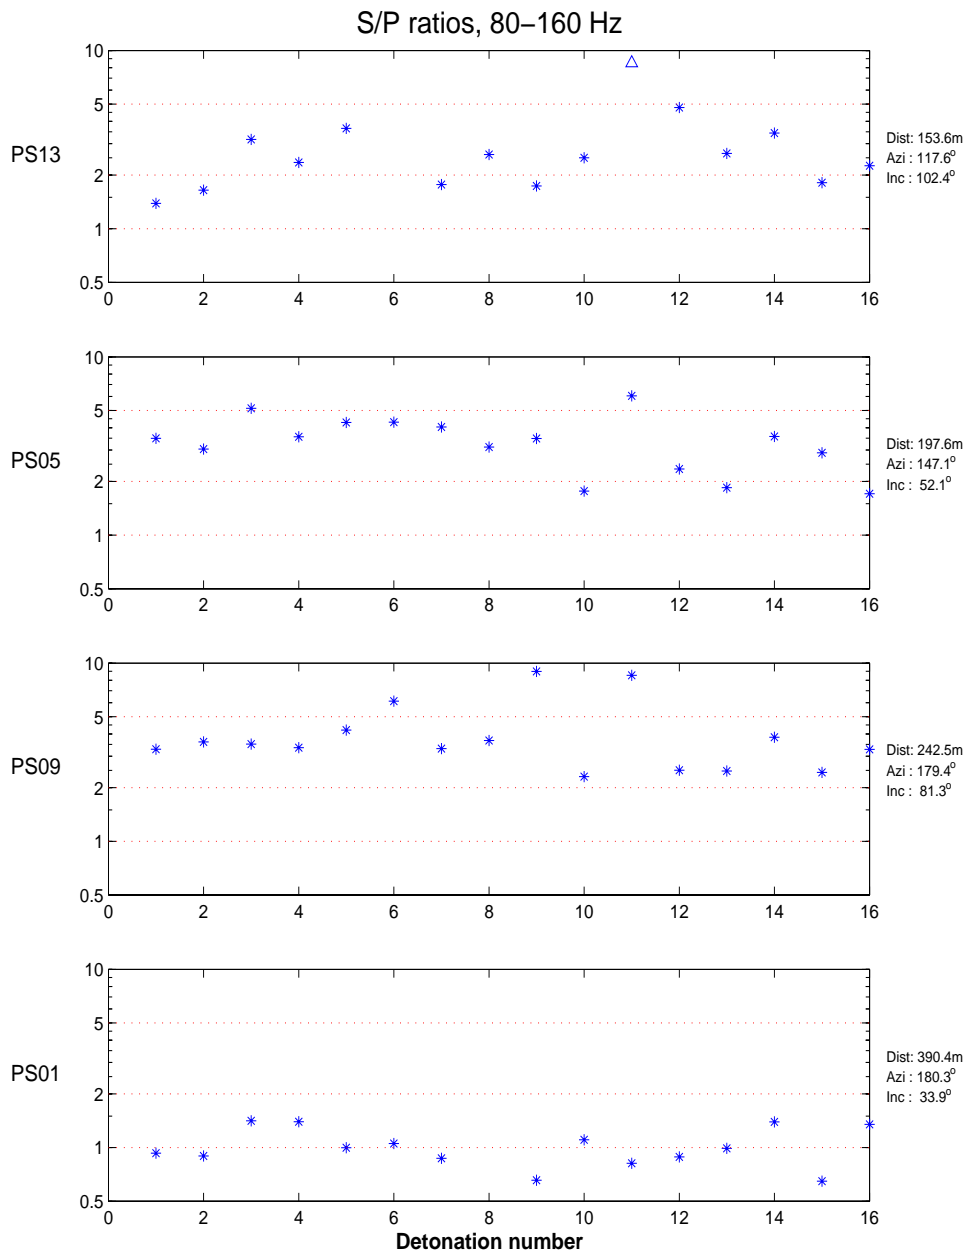 S/P ratios, 80–160 Hz
10
5
2
1
0.5
PS13
0 2 4 6 8 10 12 14 16
Dist: 153.6m
Azi : 117.6°
Inc : 102.4°
10
5
2
1
0.5
PS05
0 2 4 6 8 10 12 14 16
Dist: 197.6m
Azi : 147.1°
Inc : 52.1°
10
5
2
1
0.5
PS09
0 2 4 6 8 10 12 14 16
Dist: 242.5m
Azi : 179.4°
Inc : 81.3°
10
5
2
1
0.5
PS01
0 2 4 6 8 10 12 14 16
Dist: 390.4m
Azi : 180.3°
Inc : 33.9°
Detonation number